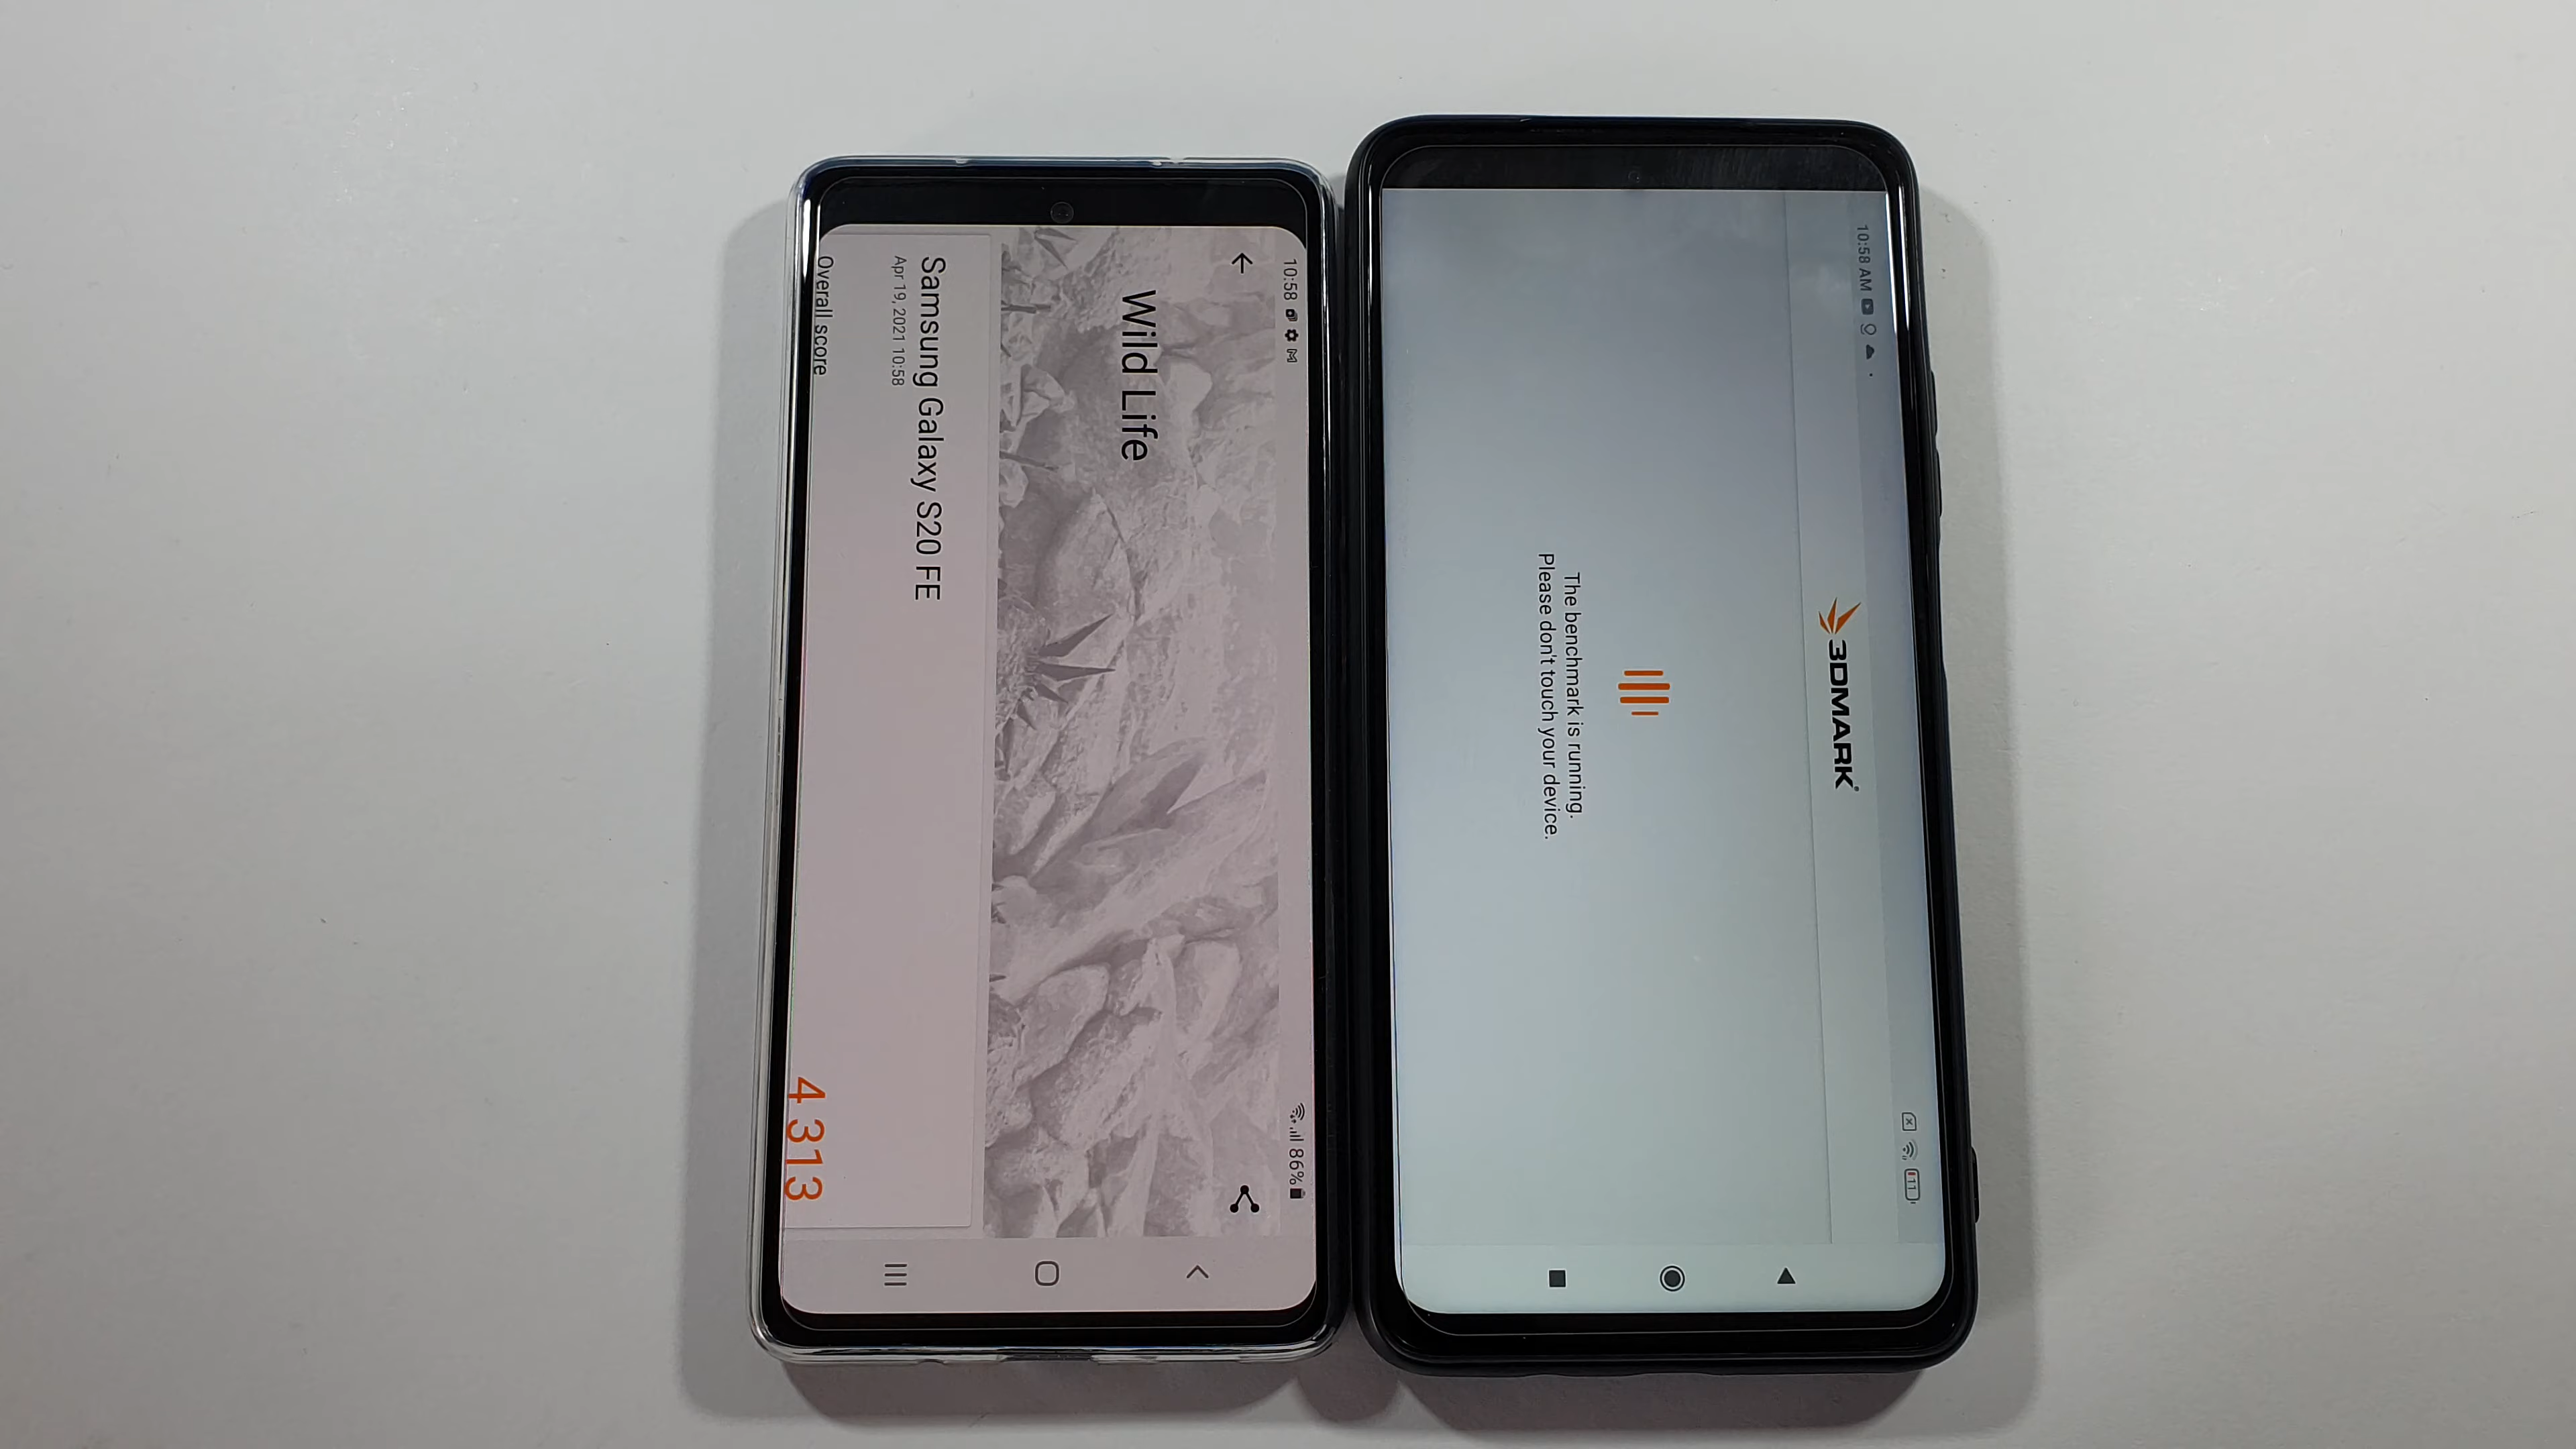 10:58
86%
Wild Life
Samsung Galaxy S20 FE
Apr 19, 2021 10:58
Overall score
4 313
10:58 AM
11
3DMARK
The benchmark is running.
Please don't touch your device.